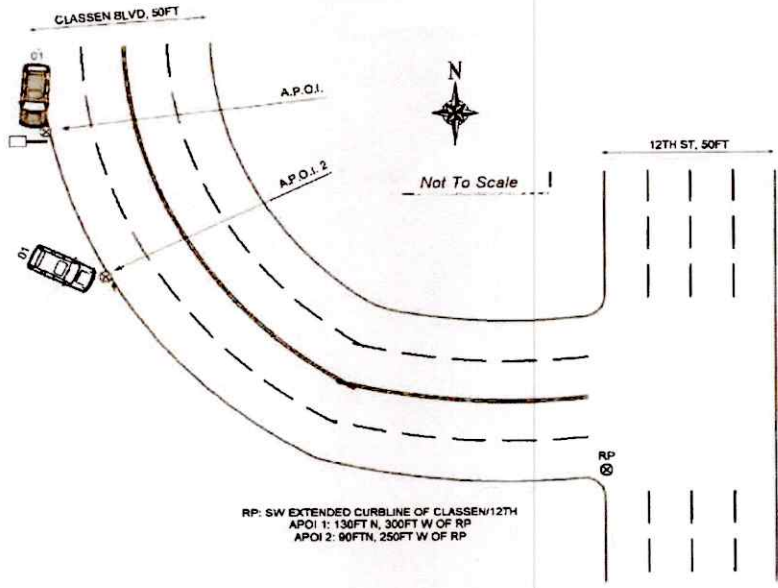 CLASSEN BLVD, 50FT
01
A.P.O.I.
N
12TH ST, 50FT
A.P.O.I. 2
Not To Scale
01
RP
RP: SW EXTENDED CURBLINE OF CLASSEN/12TH
APOI 1: 130FT N, 300FT W OF RP
APOI 2: 90FTN, 250FT W OF RP